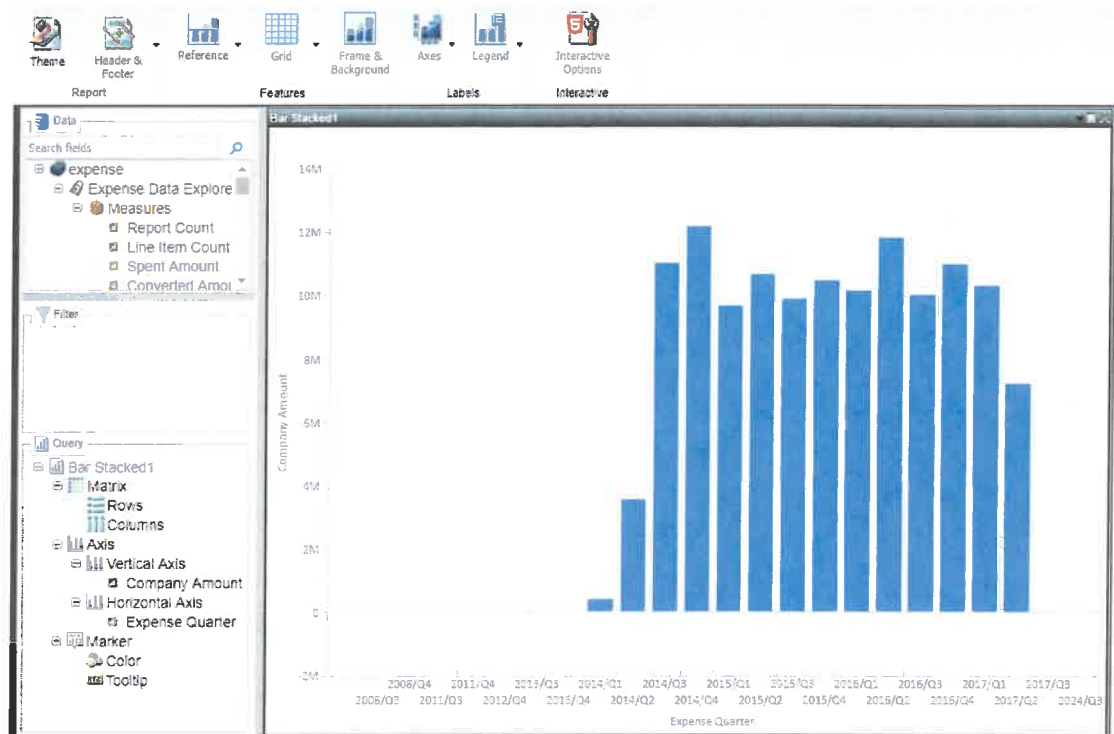 Theme
Header & Footer
Reference
Grid
Frame & Background
Axes
Legend
Interactive Options
Report
Features
Labels
Interactive
Data
Search fields
expense
Expense Data Explore
Measures
Report Count
Line Item Count
Spent Amount
Converted Amou
Filter
Query
Bar Stacked1
Matrix
Rows
Columns
Axis
Vertical Axis
Company Amount
Horizontal Axis
Expense Quarter
Marker
Color
Tooltip
Bar Stacked1
14M
12M
10M
8M
6M
4M
2M
0
-2M
Company Amount
2008/Q4 2011/Q4 2013/Q3 2014/Q1 2014/Q3 2015/Q1 2015/Q3 2016/Q1 2016/Q3 2017/Q1 2017/Q3
2006/Q3 2011/Q3 2012/Q4 2013/Q4 2014/Q2 2014/Q4 2015/Q2 2015/Q4 2016/Q2 2016/Q4 2017/Q2 2024/Q3
Expense Quarter